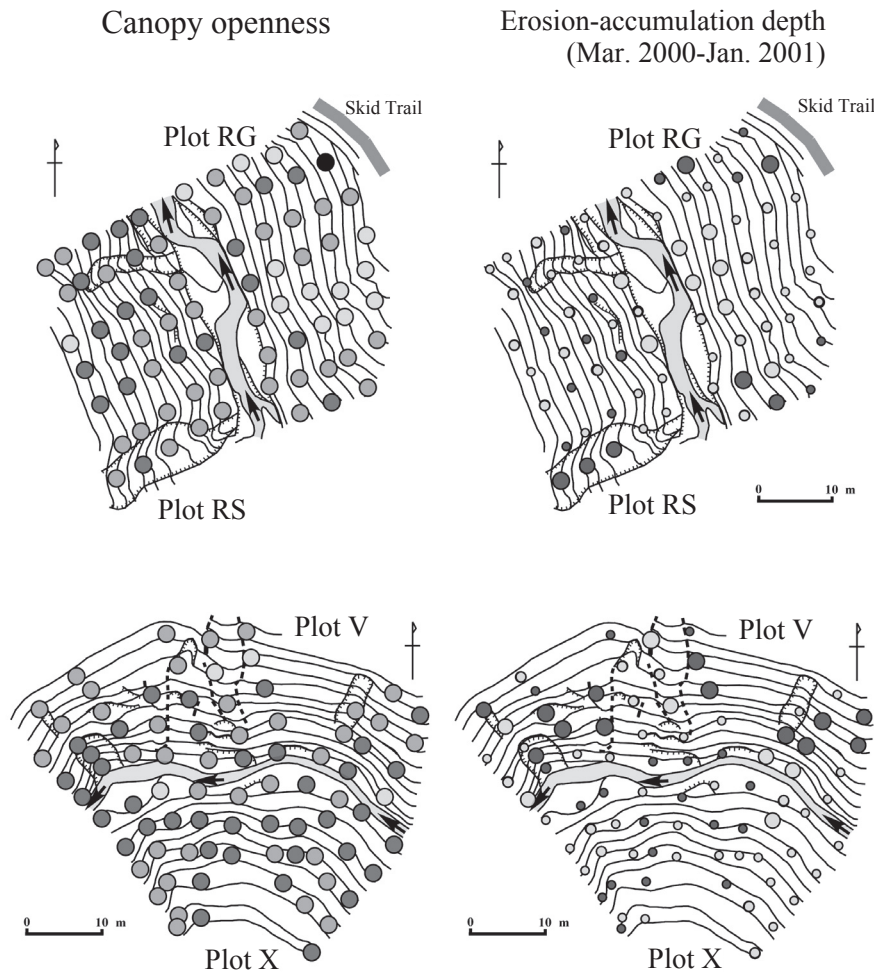 Canopy openness
Erosion-accumulation depth
(Mar. 2000-Jan. 2001)
Skid Trail
Plot RG
Plot RS
Skid Trail
Plot RG
Plot RS
0 10 m
Plot V
Plot X
0 10 m
Plot V
Plot X
0 10 m